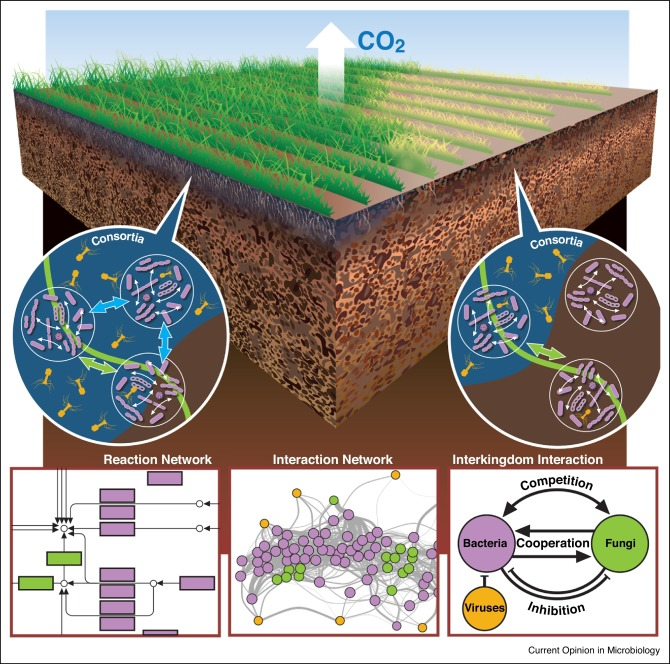 CO2
Consortia
Consortia
Reaction Network
Interaction Network
Interkingdom Interaction
Competition
Bacteria
Cooperation
Fungi
Viruses
Inhibition
Current Opinion in Microbiology